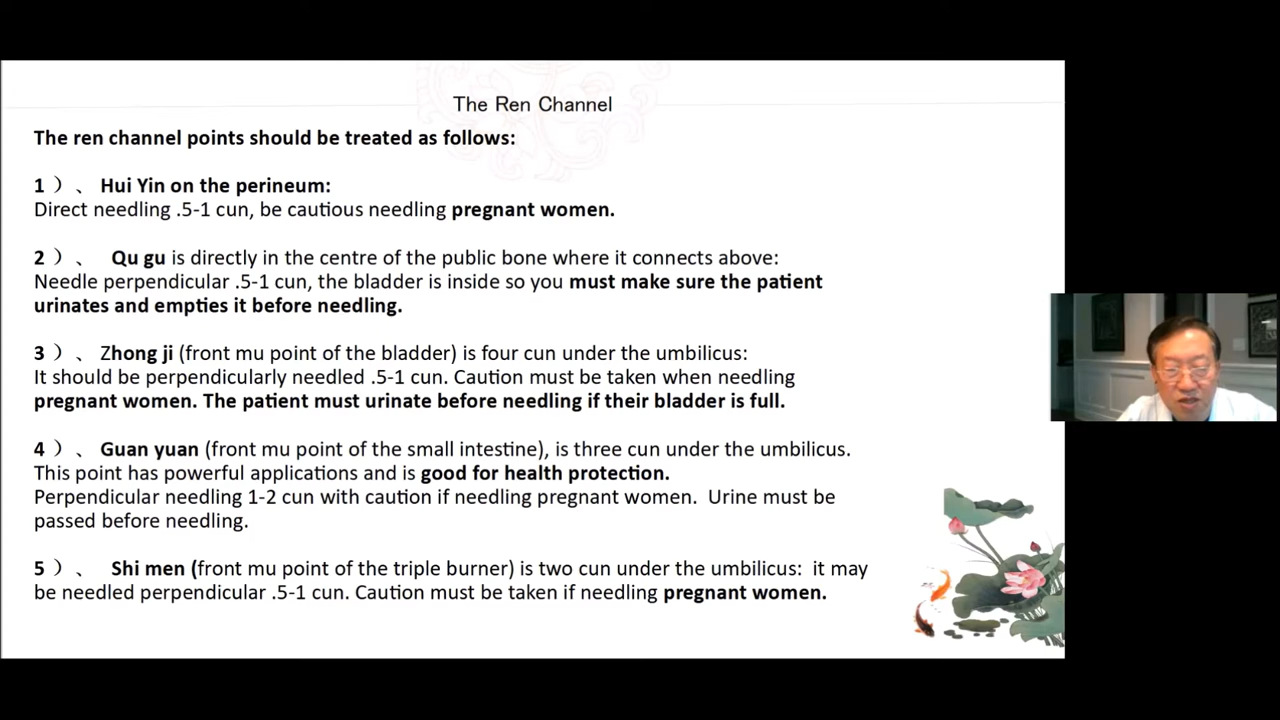 The Ren Channel
The ren channel points should be treated as follows:
1）、 Hui Yin on the perineum:
Direct needling .5-1 cun, be cautious needling pregnant women.
2）、 Qu gu is directly in the centre of the public bone where it connects above:
Needle perpendicular .5-1 cun, the bladder is inside so you must make sure the patient
urinates and empties it before needling.
3）、 Zhong ji (front mu point of the bladder) is four cun under the umbilicus:
It should be perpendicularly needled .5-1 cun. Caution must be taken when needling
pregnant women. The patient must urinate before needling if their bladder is full.
4）、 Guan yuan (front mu point of the small intestine), is three cun under the umbilicus.
This point has powerful applications and is good for health protection.
Perpendicular needling 1-2 cun with caution if needling pregnant women. Urine must be
passed before needling.
5）、 Shi men (front mu point of the triple burner) is two cun under the umbilicus: it may
be needled perpendicular .5-1 cun. Caution must be taken if needling pregnant women.